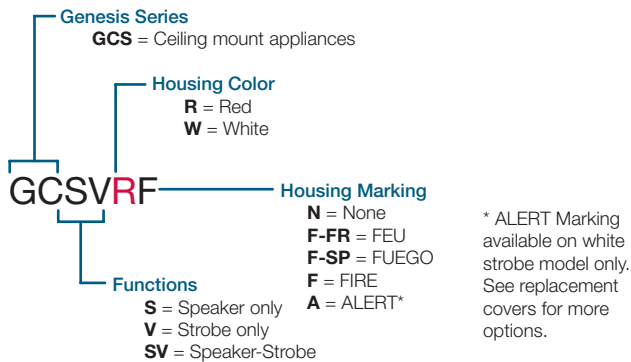 Genesis Series
GCS = Ceiling mount appliances
Housing Color
R = Red
W = White
GCSVRF
Housing Marking
N = None
F-FR = FEU
F-SP = FUEGO
F = FIRE
A = ALERT*
* ALERT Marking
available on white
strobe model only.
See replacement
covers for more
options.
Functions
S = Speaker only
V = Strobe only
SV = Speaker-Strobe